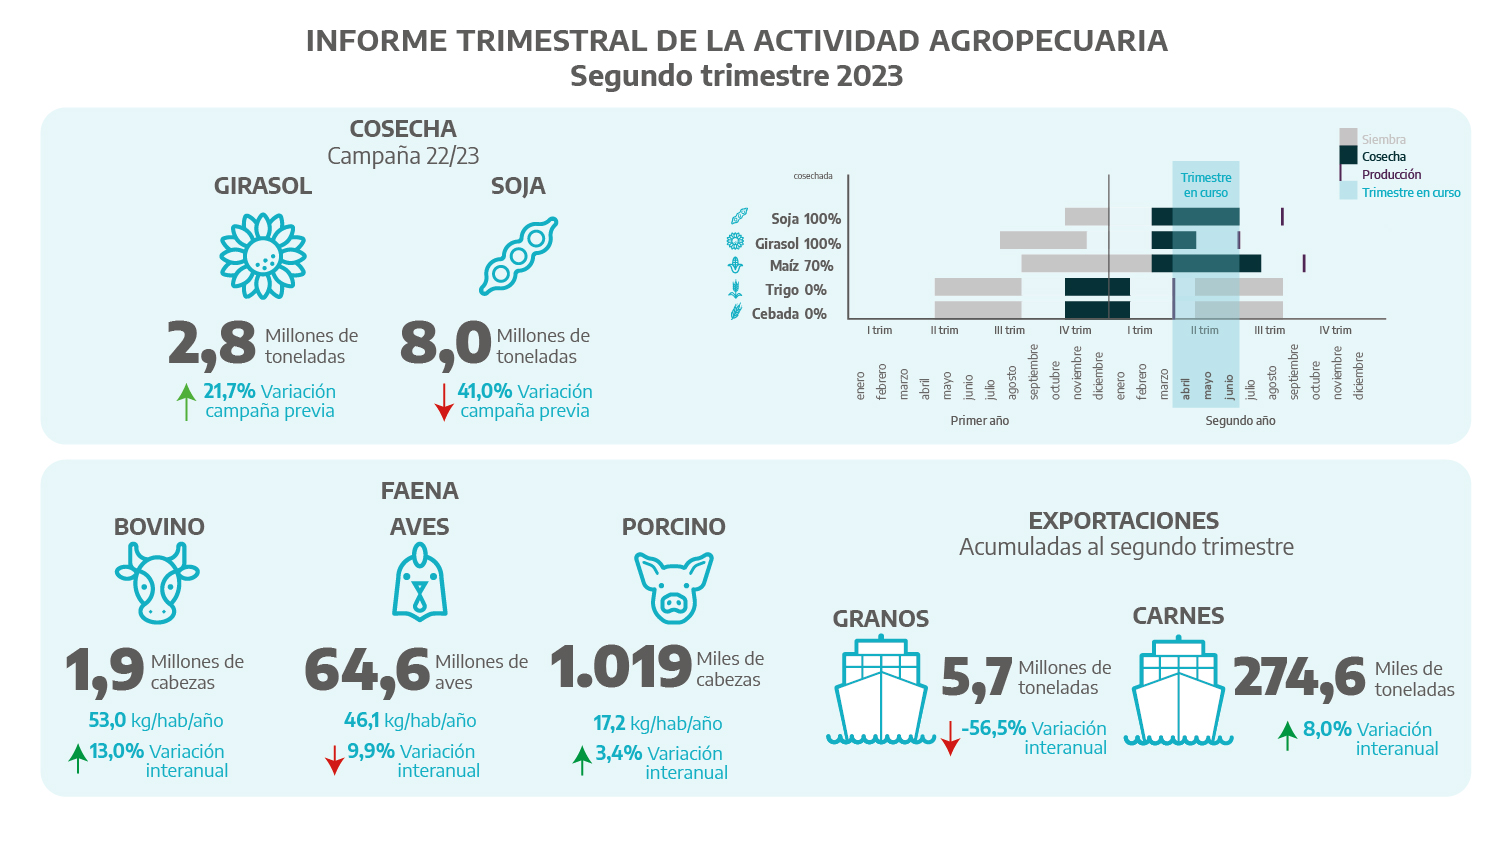 INFORME TRIMESTRAL DE LA ACTIVIDAD AGROPECUARIA
Segundo trimestre 2023
COSECHA
Campaña 22/23
GIRASOL
2,8 Millones de
toneladas
21,7% Variación
campaña previa
SOJA
8,0 Millones de
toneladas
41,0% Variación
campaña previa
Siembra
Cosecha
Producción
Trimestre en curso
cosechada
Trimestre
en curso
Soja 100%
Girasol 100%
Maíz 70%
Trigo 0%
Cebada 0%
I trim II trim III trim IV trim I trim II trim III trim IV trim
enero febrero marzo abril mayo junio julio agosto septiembre octubre noviembre diciembre enero febrero marzo abril mayo junio julio agosto septiembre octubre noviembre diciembre
Primer año Segundo año
FAENA
BOVINO
1,9 Millones de
cabezas
53,0 kg/hab/año
13,0% Variación
interanual
AVES
64,6 Millones de
aves
46,1 kg/hab/año
9,9% Variación
interanual
PORCINO
1.019 Miles de
cabezas
17,2 kg/hab/año
3,4% Variación
interanual
EXPORTACIONES
Acumuladas al segundo trimestre
GRANOS
5,7 Millones de
toneladas
-56,5% Variación
interanual
CARNES
274,6 Miles de
toneladas
8,0% Variación
interanual